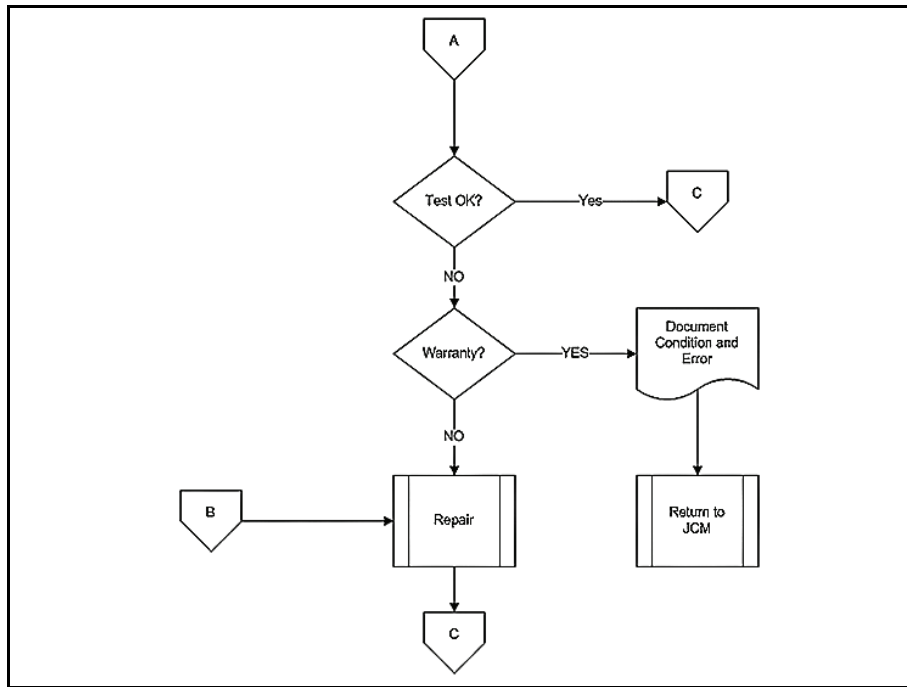 A
Test OK?
Yes
C
NO
Warranty?
YES
Document
Condition and
Error
NO
B
Repair
Return to
JCM
C